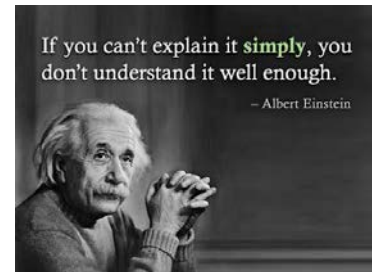 If you can’t explain it simply, you
don’t understand it well enough.
– Albert Einstein